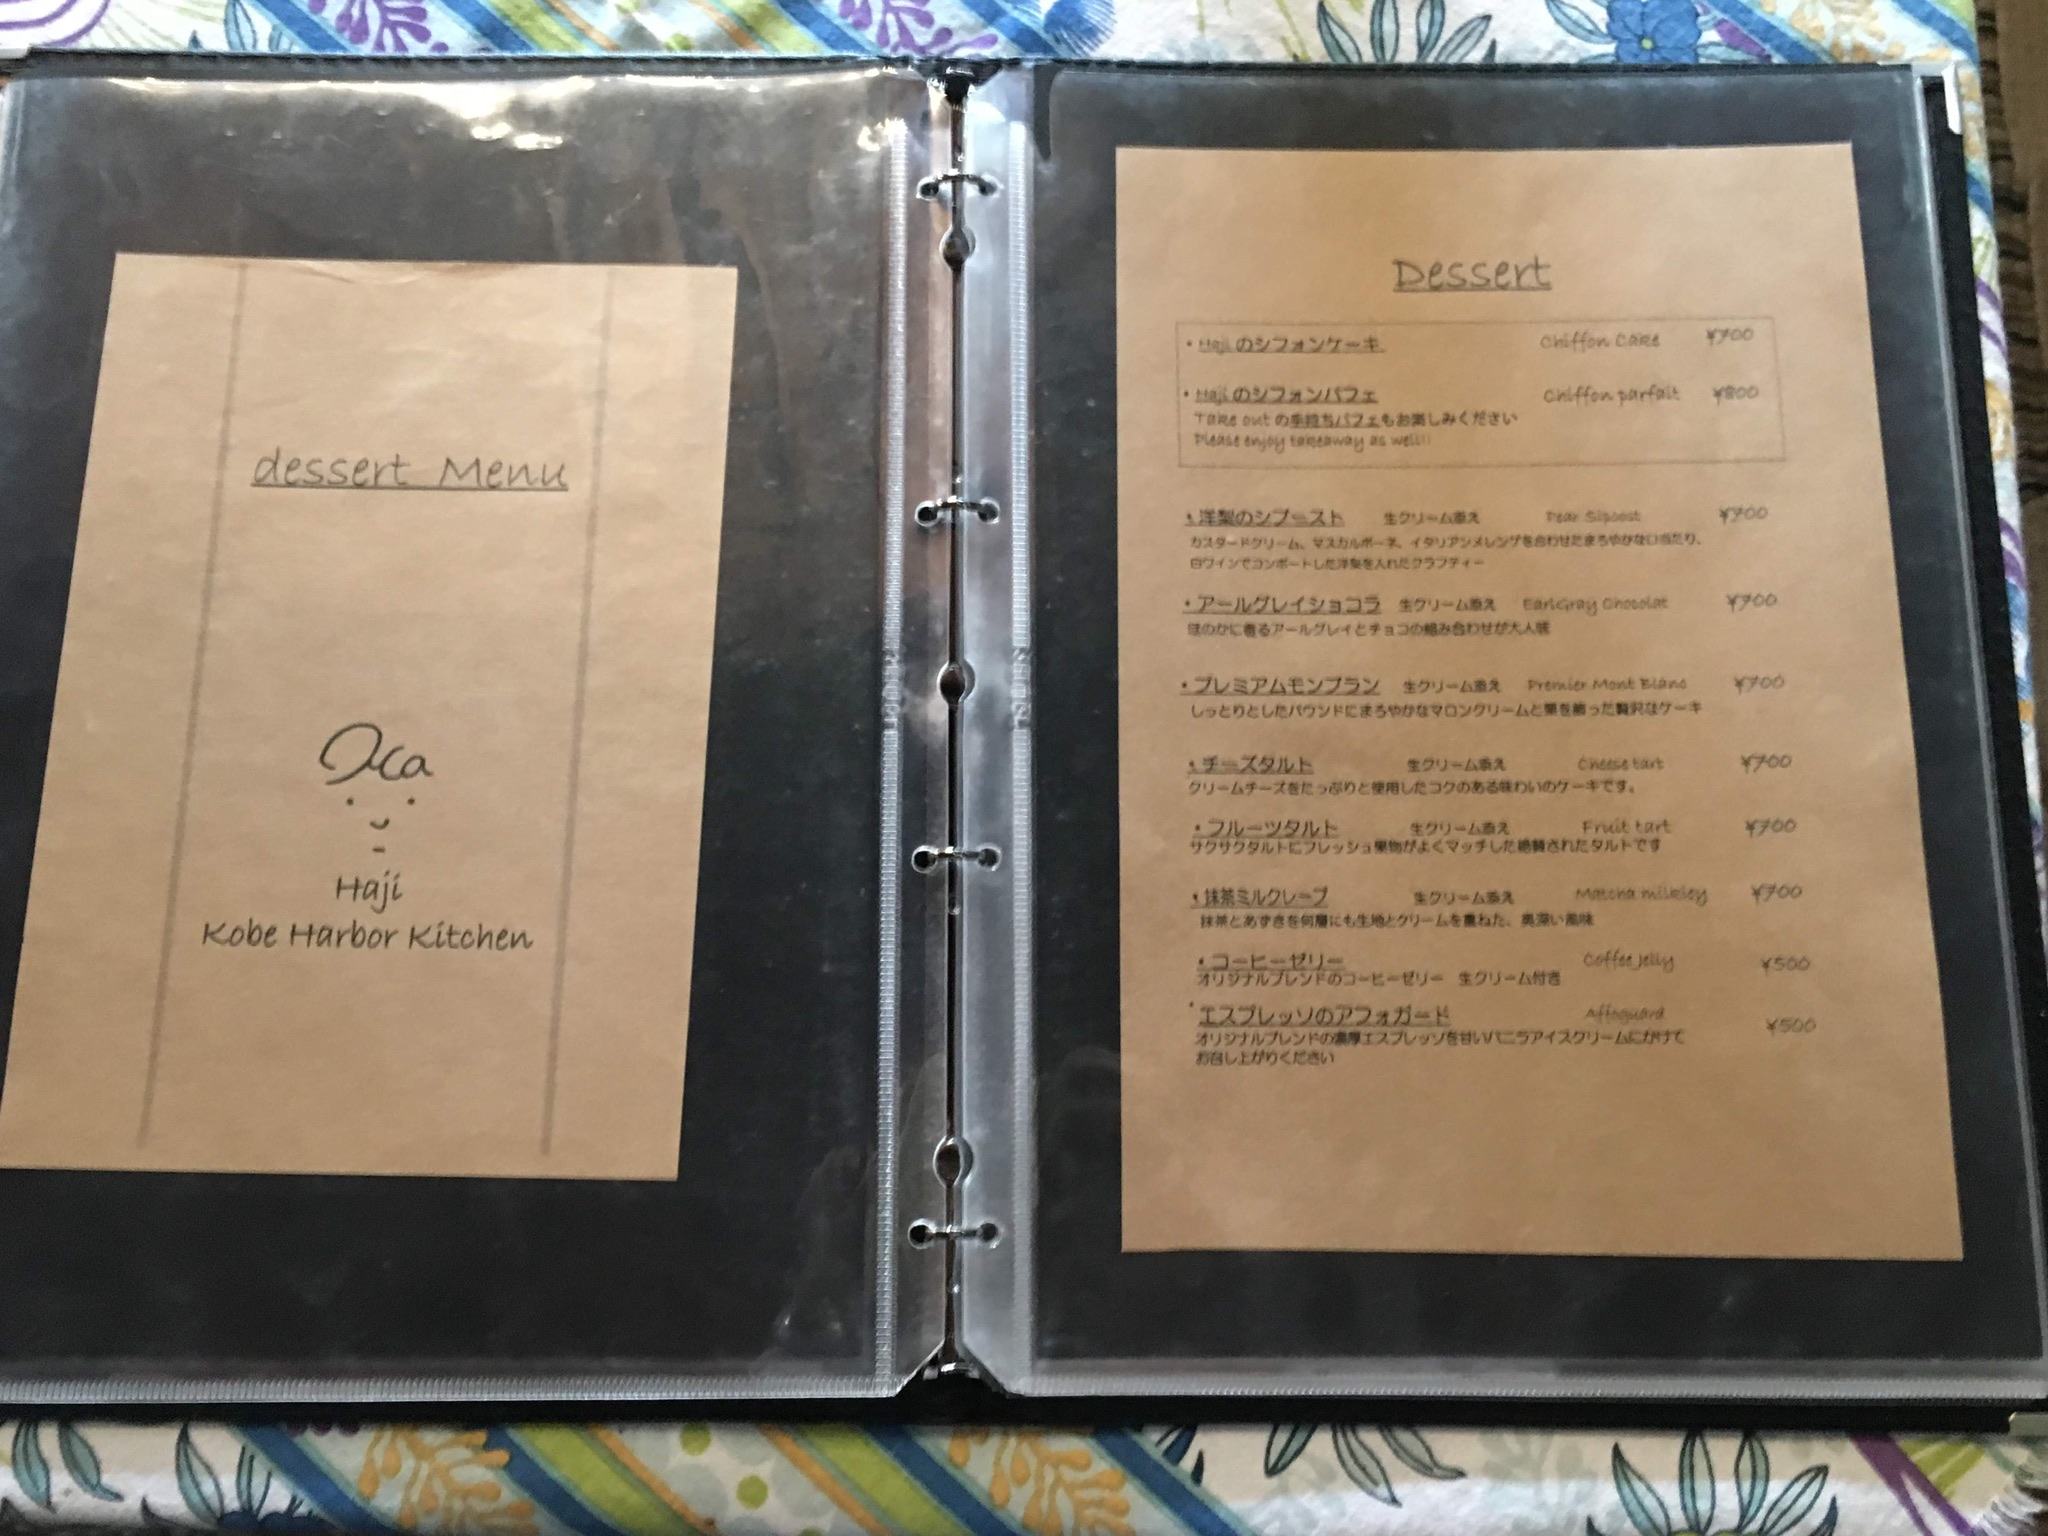 dessert Menu
Haji
Kobe Harbor Kitchen
Dessert
・Hajiのシフォンケーキ Chiffon Cake ¥700
・Hajiのシフォンパフェ Chiffon parfait ¥800
Take outの手持ちパフェもお楽しみください
Please enjoy takeaway as well!!
・洋梨のシブースト 生クリーム添え Pear Siboost ¥700
カスタードクリーム、マスカルポーネ、イタリアンメレンゲを合わせたまろやかな口当たり、
白ワインでコンポートした洋梨を入れたクラフティー
・アールグレイショコラ 生クリーム添え EarlGray Chocolat ¥700
ほのかに香るアールグレイとチョコの組み合わせが大人味
・プレミアムモンブラン 生クリーム添え Premier Mont Blanc ¥700
しっとりとしたパウンドにまろやかなマロンクリームと栗を飾った贅沢なケーキ
・チーズタルト 生クリーム添え Cheese tart ¥700
クリームチーズをたっぷりと使用したコクのある味わいのケーキです。
・フルーツタルト 生クリーム添え Fruit tart ¥700
サクサクタルトにフレッシュ果物がよくマッチした絶賛されたタルトです
・抹茶ミルクレープ 生クリーム添え Matcha ¥700
抹茶とあずきを何層にも生地とクリームを重ねた、奥深い風味
・コーヒーゼリー Coffee Jelly ¥500
オリジナルブレンドのコーヒーゼリー 生クリーム付き
・エスプレッソのアフォガード Affoguard ¥500
オリジナルブレンドの濃厚エスプレッソを甘いバニラアイスクリームにかけて
お召し上がりください